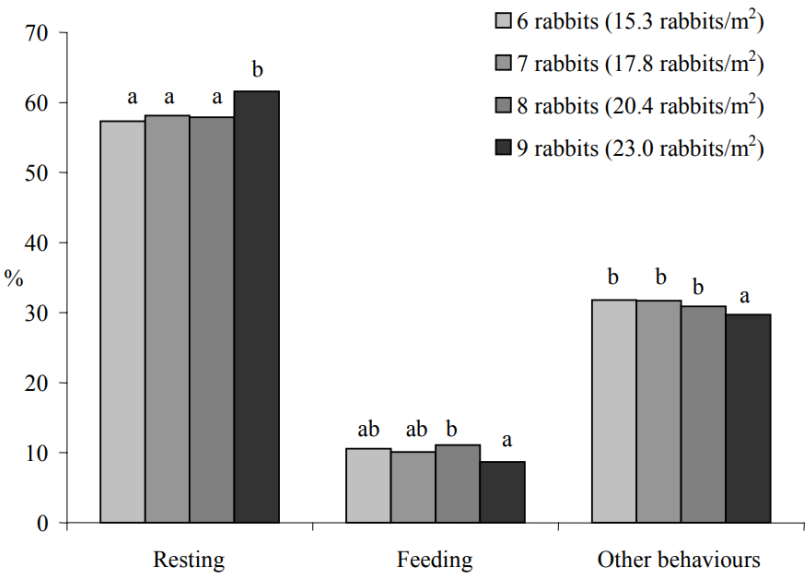 6 rabbits (15.3 rabbits/m²)
7 rabbits (17.8 rabbits/m²)
8 rabbits (20.4 rabbits/m²)
9 rabbits (23.0 rabbits/m²)
70
60
50
40
%
30
20
10
0
a a a b
ab ab b a
b b b a
Resting Feeding Other behaviours